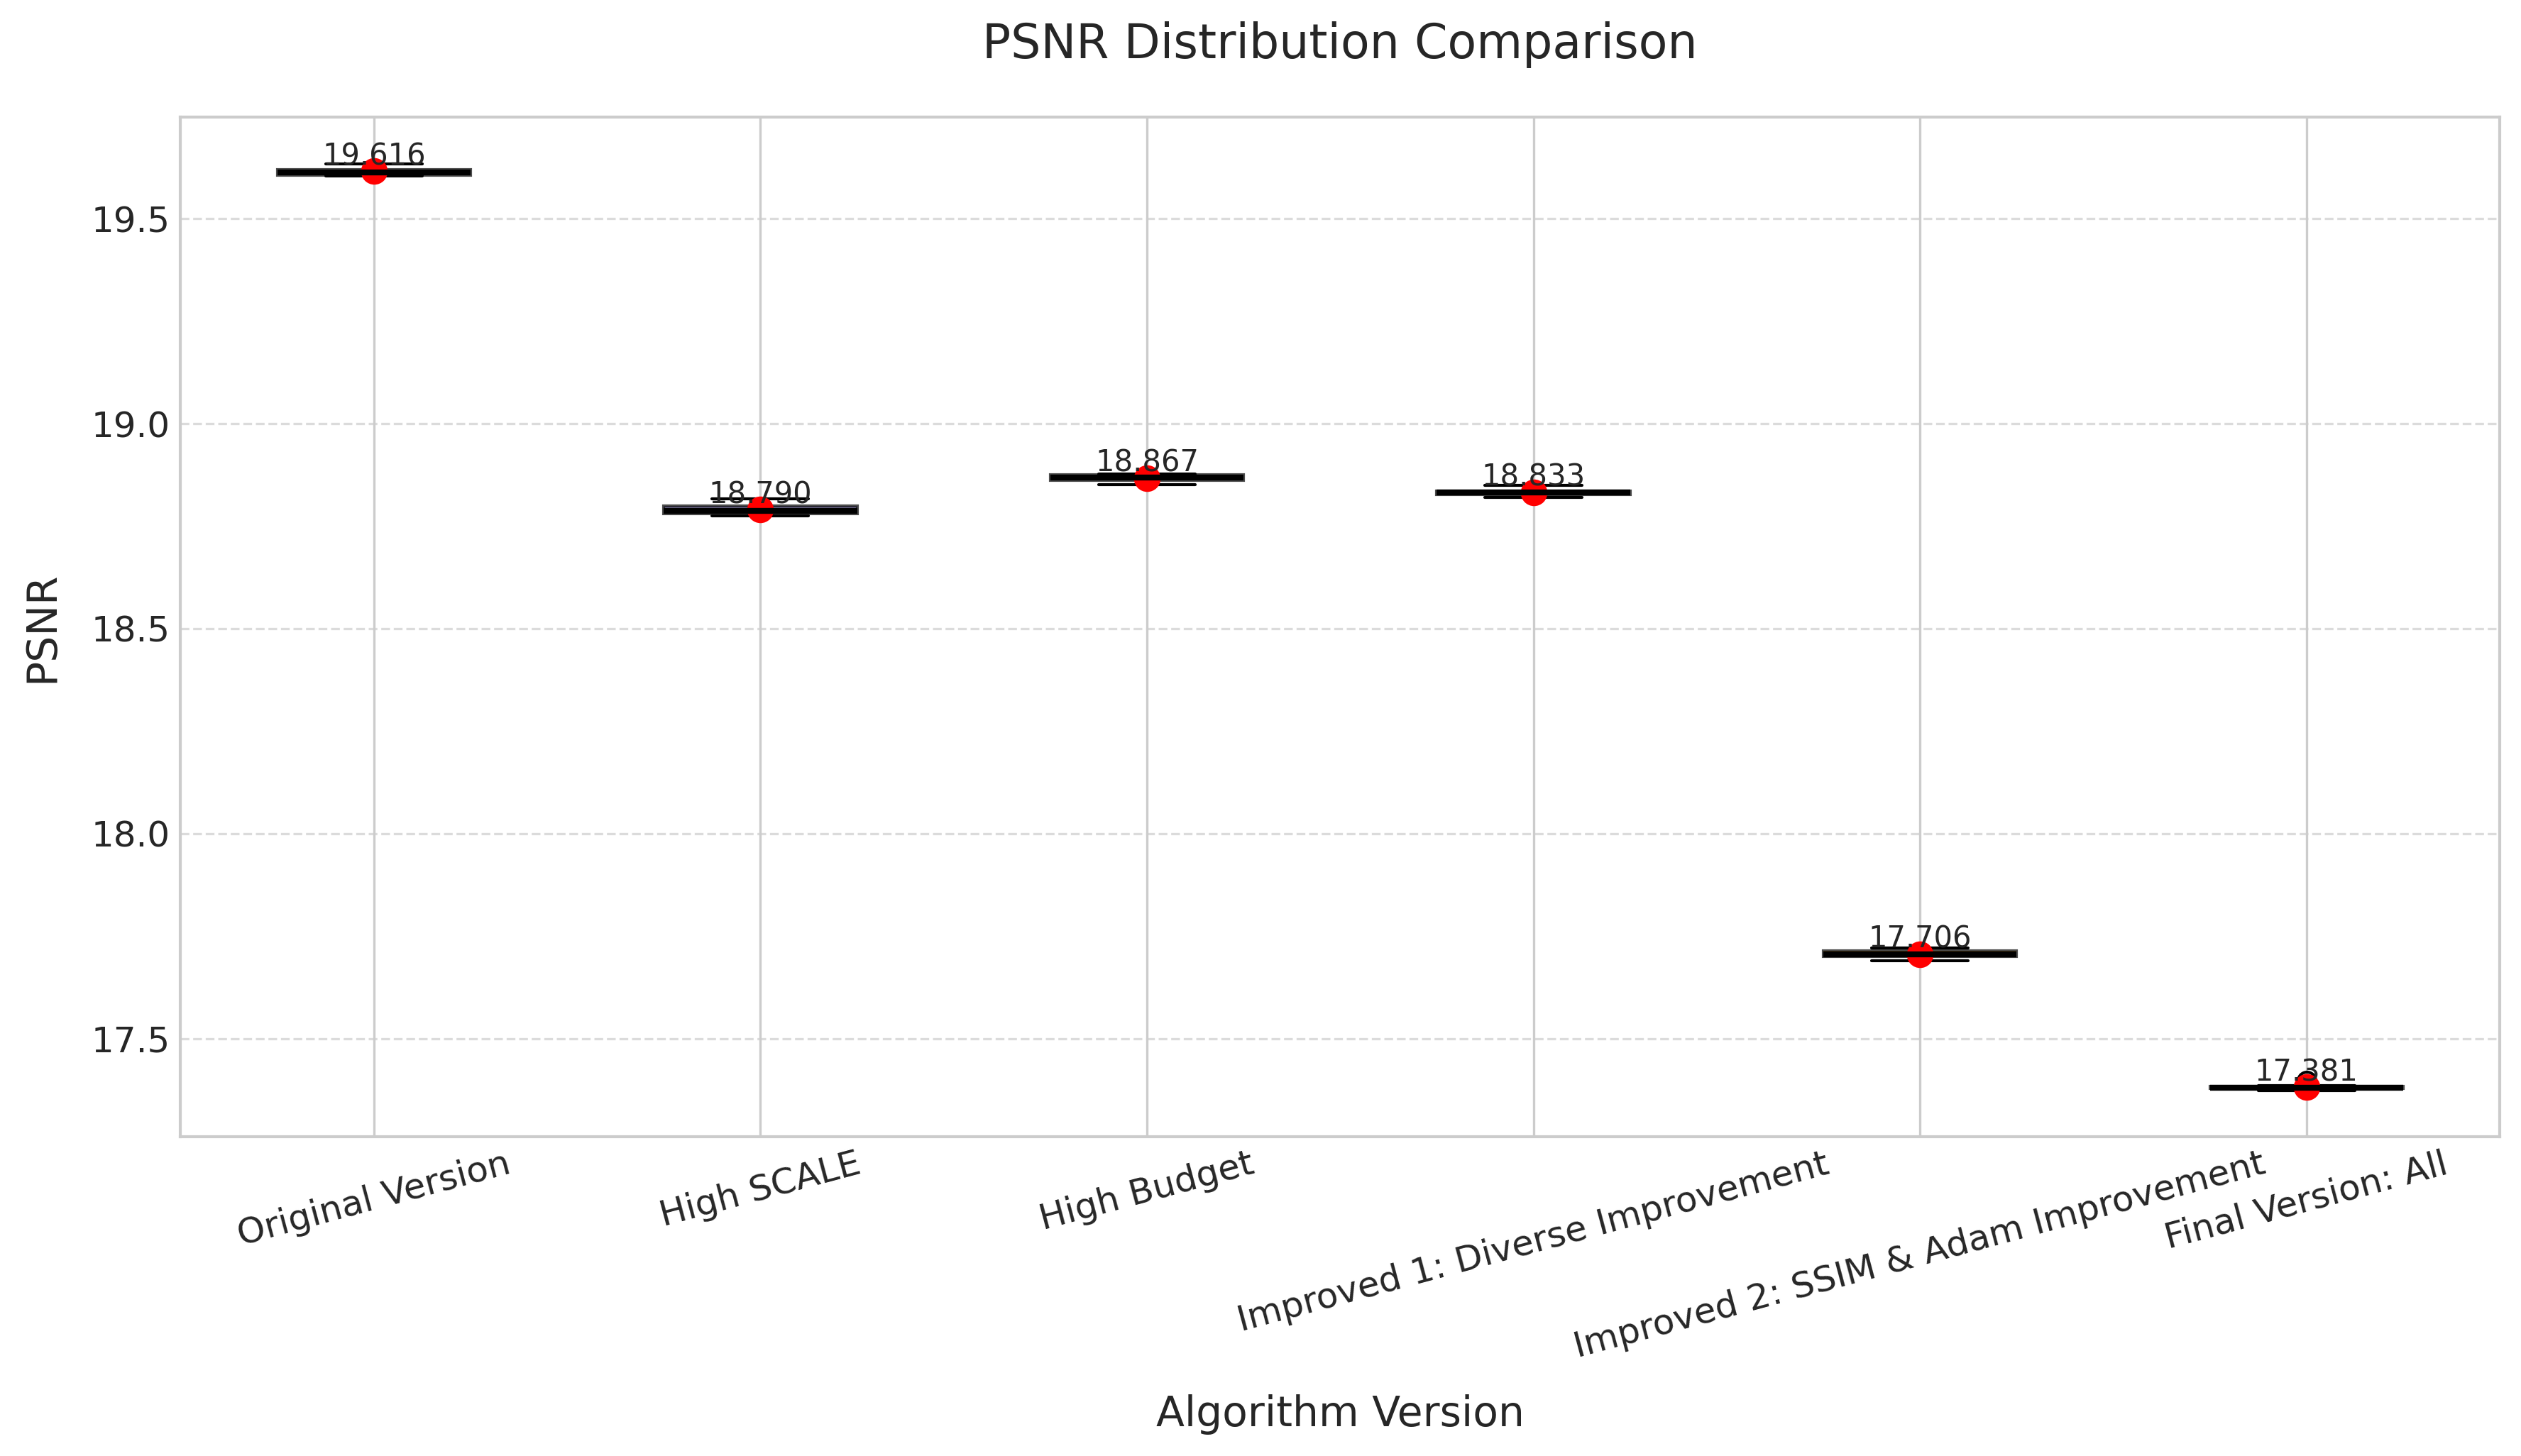 PSNR Distribution Comparison
PSNR
19.5
19.0
18.5
18.0
17.5
19.616
18.790
18.867
18.833
17.706
17.381
Original Version
High SCALE
High Budget
Improved 1: Diverse Improvement
Improved 2: SSIM & Adam Improvement
Final Version: All
Algorithm Version